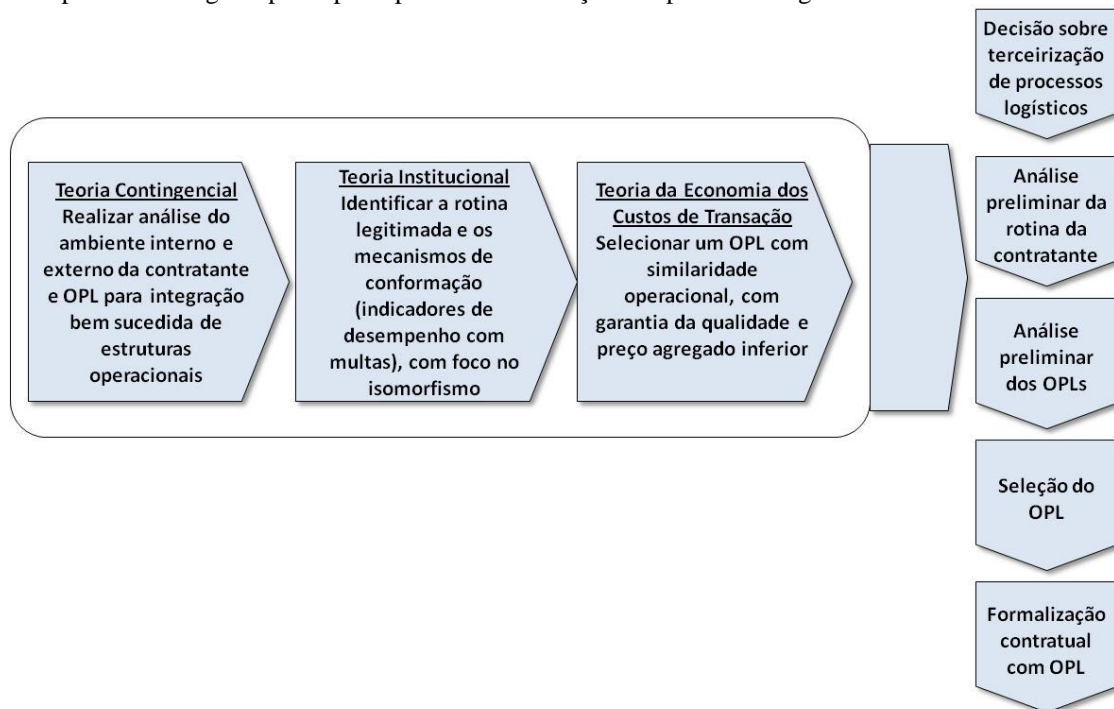 Teoria Contingencial
Realizar análise do
ambiente interno e
externo da contratante
e OPL para integração
bem sucedida de
estruturas
operacionais
Teoria Institucional
Identificar a rotina
legitimada e os
mecanismos de
conformação
(indicadores de
desempenho com
multas), com foco no
isomorfismo
Teoria da Economia dos
Custos de Transação
Selecionar um OPL com
similaridade
operacional, com
garantia da qualidade e
preço agregado inferior
Decisão sobre
terceirização
de processos
logísticos
Análise
preliminar da
rotina da
contratante
Análise
preliminar
dos OPLs
Seleção do
OPL
Formalização
contratual
com OPL